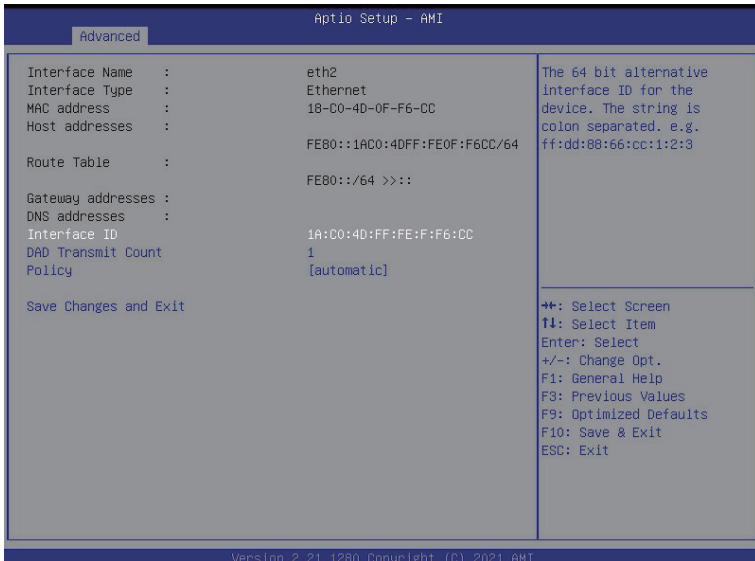 Aptio Setup – AMI
Advanced
Interface Name : eth2
Interface Type : Ethernet
MAC address : 18-C0-4D-0F-F6-CC
Host addresses :
FE80::1AC0:4DFF:FE0F:F6CC/64
Route Table :
FE80::/64 >>::
Gateway addresses :
DNS addresses :
Interface ID 1A:C0:4D:FF:FE:F:F6:CC
DAD Transmit Count 1
Policy [automatic]
Save Changes and Exit
The 64 bit alternative
interface ID for the
device. The string is
colon separated. e.g.
ff:dd:88:66:cc:1:2:3
→←: Select Screen
↑↓: Select Item
Enter: Select
+/-: Change Opt.
F1: General Help
F3: Previous Values
F9: Optimized Defaults
F10: Save & Exit
ESC: Exit
Version 2.21.1280 Copyright (C) 2021 AMI